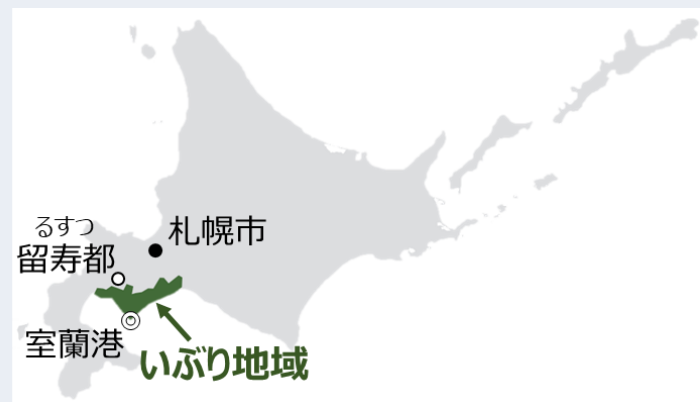 るすつ
留寿都
札幌市
室蘭港
いぶり地域